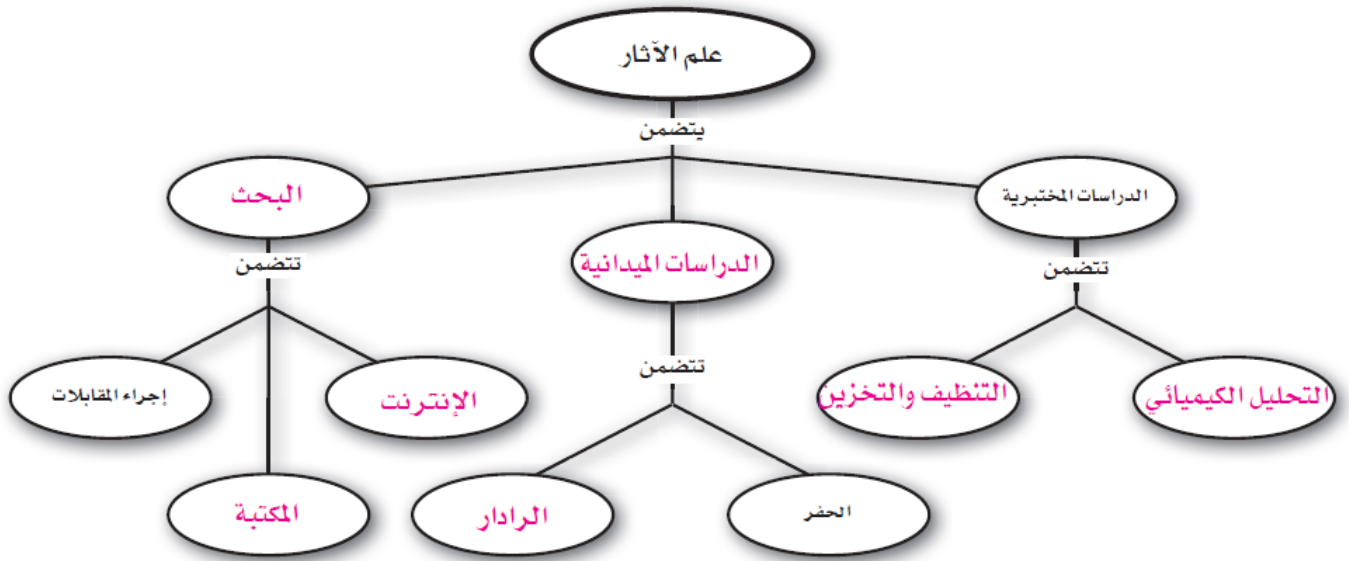 علم الآثار
يتضمن
الدراسات المختبرية
البحث
الدراسات الميدانية
تتضمن
تتضمن
تتضمن
التحليل الكيميائي
التنظيف والتخزين
الإنترنت
إجراء المقابلات
الحفر
الرادار
المكتبة